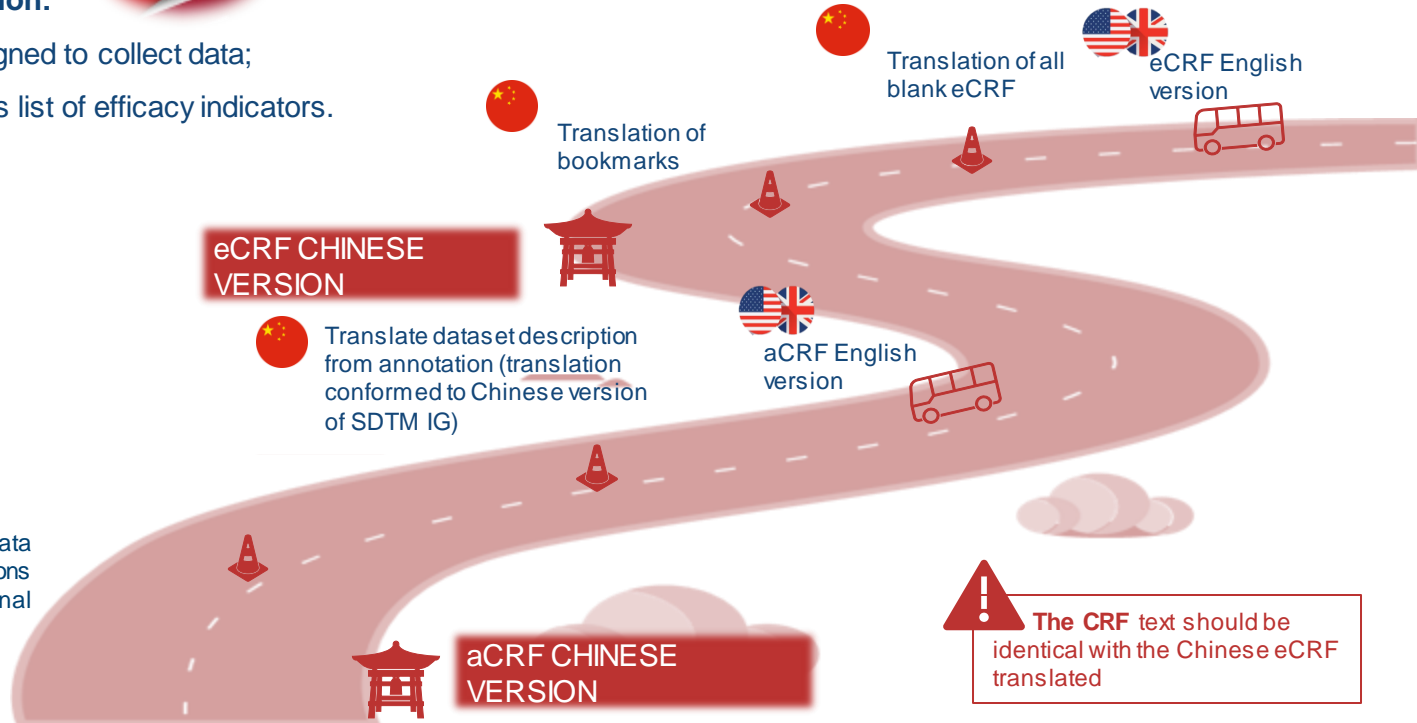 on:
gned to collect data;
s list of efficacy indicators.
Translation of all
blank eCRF
eCRF English
version
Translation of
bookmarks
eCRF CHINESE
VERSION
Translate dataset description
from annotation (translation
conformed to Chinese version
of SDTM IG)
aCRF English
version
ata
ons
nal
aCRF CHINESE
VERSION
The CRF text should be
identical with the Chinese eCRF
translated